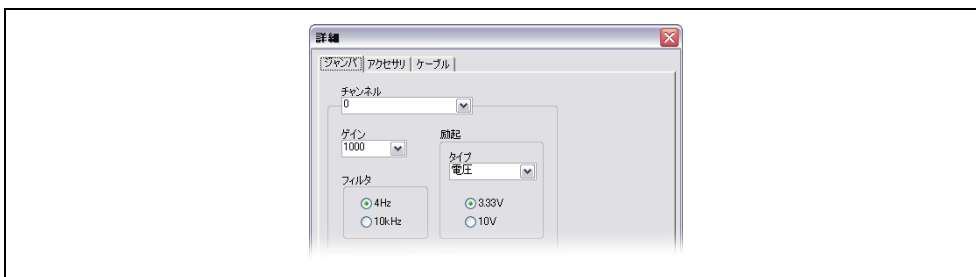 詳細
ジャンパ アクセサリ ケーブル
チャンネル
0
ゲイン
1000
励起
タイプ
電圧
フィルタ
4Hz
10kHz
3.33V
10V